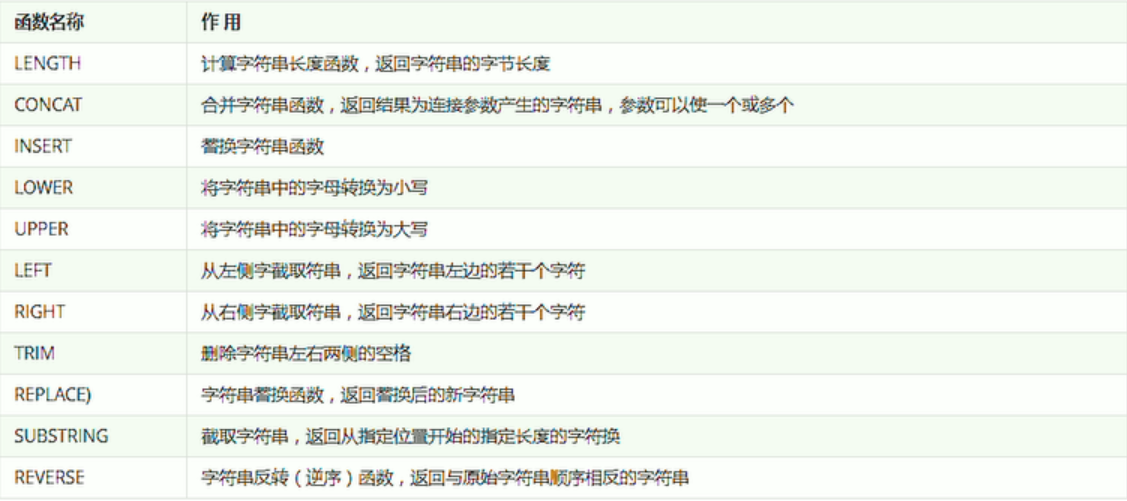 函数名称 作 用
LENGTH 计算字符串长度函数，返回字符串的字节长度
CONCAT 合并字符串函数，返回结果为连接参数产生的字符串，参数可以使一个或多个
INSERT 替换字符串函数
LOWER 将字符串中的字母转换为小写
UPPER 将字符串中的字母转换为大写
LEFT 从左侧字截取符串，返回字符串左边的若干个字符
RIGHT 从右侧字截取符串，返回字符串右边的若干个字符
TRIM 删除字符串左右两侧的空格
REPLACE) 字符串替换函数，返回替换后的新字符串
SUBSTRING 截取字符串，返回从指定位置开始的指定长度的字符换
REVERSE 字符串反转（逆序）函数，返回与原始字符串顺序相反的字符串